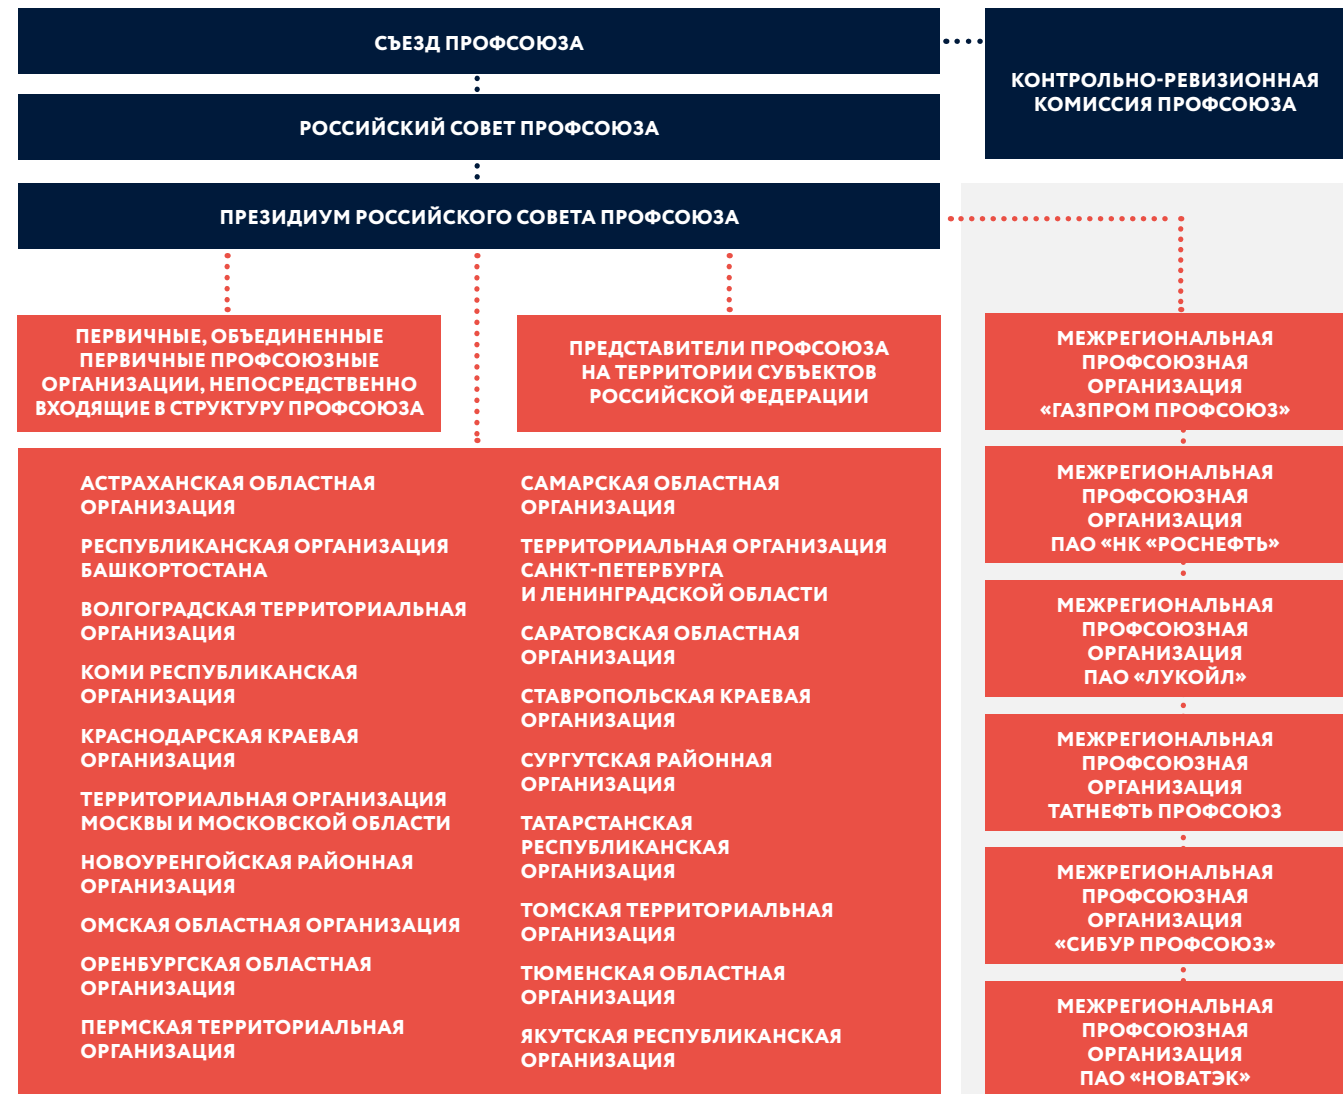 СЪЕЗД ПРОФСОЮЗА
КОНТРОЛЬНО-РЕВИЗИОННАЯ
КОМИССИЯ ПРОФСОЮЗА
РОССИЙСКИЙ СОВЕТ ПРОФСОЮЗА
ПРЕЗИДИУМ РОССИЙСКОГО СОВЕТА ПРОФСОЮЗА
ПЕРВИЧНЫЕ, ОБЪЕДИНЕННЫЕ
ПЕРВИЧНЫЕ ПРОФСОЮЗНЫЕ
ОРГАНИЗАЦИИ, НЕПОСРЕДСТВЕННО
ВХОДЯЩИЕ В СТРУКТУРУ ПРОФСОЮЗА
ПРЕДСТАВИТЕЛИ ПРОФСОЮЗА
НА ТЕРРИТОРИИ СУБЪЕКТОВ
РОССИЙСКОЙ ФЕДЕРАЦИИ
АСТРАХАНСКАЯ ОБЛАСТНАЯ
ОРГАНИЗАЦИЯ
РЕСПУБЛИКАНСКАЯ ОРГАНИЗАЦИЯ
БАШКОРТОСТАНА
ВОЛГОГРАДСКАЯ ТЕРРИТОРИАЛЬНАЯ
ОРГАНИЗАЦИЯ
КОМИ РЕСПУБЛИКАНСКАЯ
ОРГАНИЗАЦИЯ
КРАСНОДАРСКАЯ КРАЕВАЯ
ОРГАНИЗАЦИЯ
ТЕРРИТОРИАЛЬНАЯ ОРГАНИЗАЦИЯ
МОСКВЫ И МОСКОВСКОЙ ОБЛАСТИ
НОВОУРЕНГОЙСКАЯ РАЙОННАЯ
ОРГАНИЗАЦИЯ
ОМСКАЯ ОБЛАСТНАЯ ОРГАНИЗАЦИЯ
ОРЕНБУРГСКАЯ ОБЛАСТНАЯ
ОРГАНИЗАЦИЯ
ПЕРМСКАЯ ТЕРРИТОРИАЛЬНАЯ
ОРГАНИЗАЦИЯ
САМАРСКАЯ ОБЛАСТНАЯ
ОРГАНИЗАЦИЯ
ТЕРРИТОРИАЛЬНАЯ ОРГАНИЗАЦИЯ
САНКТ-ПЕТЕРБУРГА
И ЛЕНИНГРАДСКОЙ ОБЛАСТИ
САРАТОВСКАЯ ОБЛАСТНАЯ
ОРГАНИЗАЦИЯ
СТАВРОПОЛЬСКАЯ КРАЕВАЯ
ОРГАНИЗАЦИЯ
СУРГУТСКАЯ РАЙОННАЯ
ОРГАНИЗАЦИЯ
ТАТАРСТАНСКАЯ
РЕСПУБЛИКАНСКАЯ
ОРГАНИЗАЦИЯ
ТОМСКАЯ ТЕРРИТОРИАЛЬНАЯ
ОРГАНИЗАЦИЯ
ТЮМЕНСКАЯ ОБЛАСТНАЯ
ОРГАНИЗАЦИЯ
ЯКУТСКАЯ РЕСПУБЛИКАНСКАЯ
ОРГАНИЗАЦИЯ
МЕЖРЕГИОНАЛЬНАЯ
ПРОФСОЮЗНАЯ
ОРГАНИЗАЦИЯ
«ГАЗПРОМ ПРОФСОЮЗ»
МЕЖРЕГИОНАЛЬНАЯ
ПРОФСОЮЗНАЯ
ОРГАНИЗАЦИЯ
ПАО «НК «РОСНЕФТЬ»
МЕЖРЕГИОНАЛЬНАЯ
ПРОФСОЮЗНАЯ
ОРГАНИЗАЦИЯ
ПАО «ЛУКОЙЛ»
МЕЖРЕГИОНАЛЬНАЯ
ПРОФСОЮЗНАЯ
ОРГАНИЗАЦИЯ
ТАТНЕФТЬ ПРОФСОЮЗ
МЕЖРЕГИОНАЛЬНАЯ
ПРОФСОЮЗНАЯ
ОРГАНИЗАЦИЯ
«СИБУР ПРОФСОЮЗ»
МЕЖРЕГИОНАЛЬНАЯ
ПРОФСОЮЗНАЯ
ОРГАНИЗАЦИЯ
ПАО «НОВАТЭК»